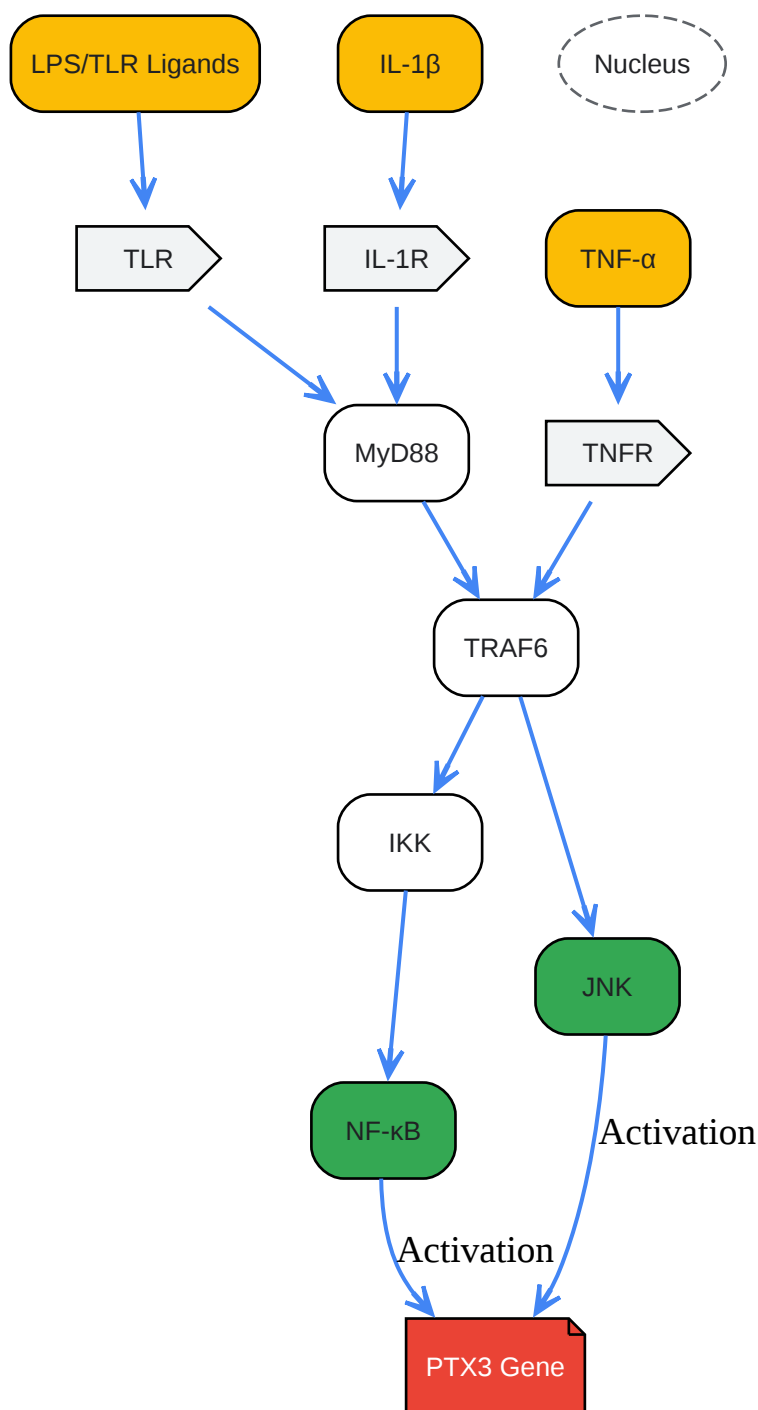 LPS/TLR Ligands
IL-1β
Nucleus
TLR
IL-1R
TNF-α
MyD88
TNFR
TRAF6
IKK
JNK
NF-κB
Activation
Activation
PTX3 Gene